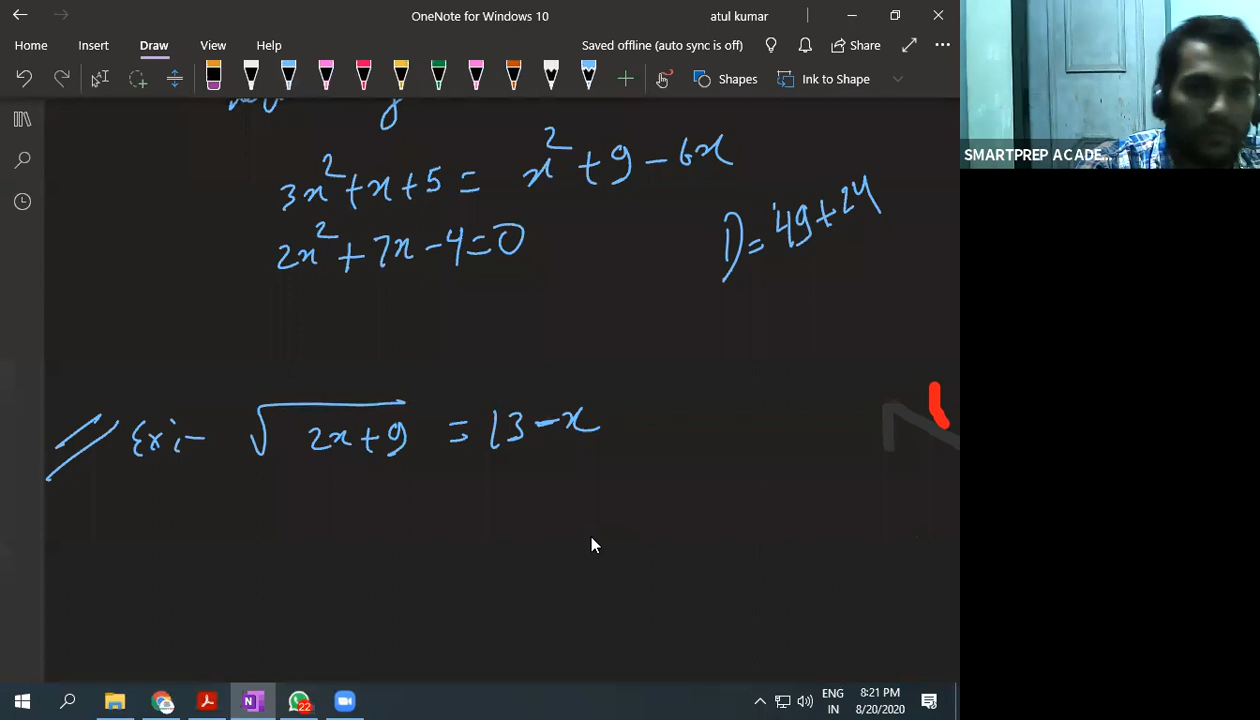 OneNote for Windows 10
atul kumar
Home Insert Draw View Help
Saved offline (auto sync is off)
Share
Shapes
Ink to Shape
SMARTPREP ACADE...
3x² + x + 5 = x² + 9 - 6x
D = 49 + 24
2x² + 7x - 4 = 0
Ex:- √2x + 9 = 13 - x
N
22
ENG
IN
8:21 PM
8/20/2020